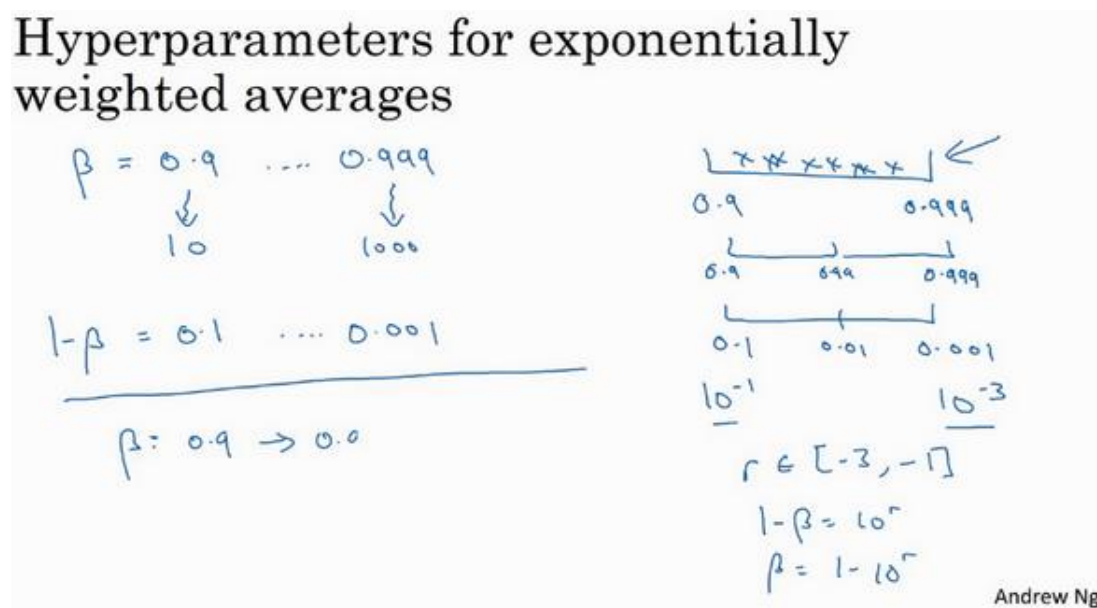 Hyperparameters for exponentially
weighted averages
β = 0.9 .... 0.999
10 1000
1-β = 0.1 .... 0.001
β: 0.9 → 0.0
0.9 0.999
0.9 0.99 0.999
0.1 0.01 0.001
10⁻¹ 10⁻³
r ∈ [-3, -1]
1-β = 10ʳ
β = 1-10ʳ
Andrew Ng